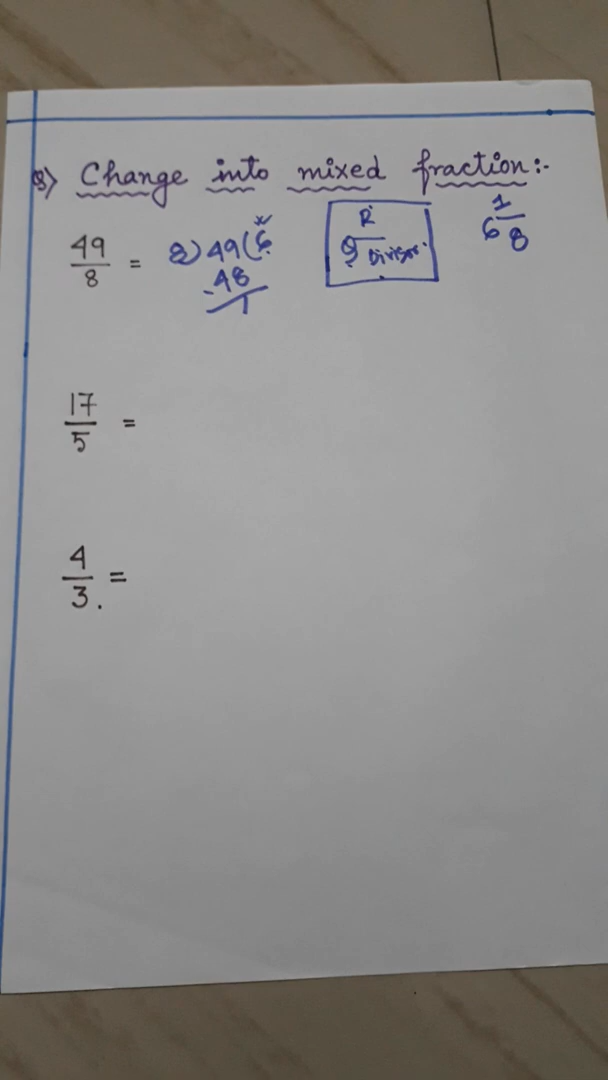 Q) Change into mixed fraction:-
49/8 = 8)49(6
-48
1
R
Q Divisor
6 1/8
17/5 =
4/3 =